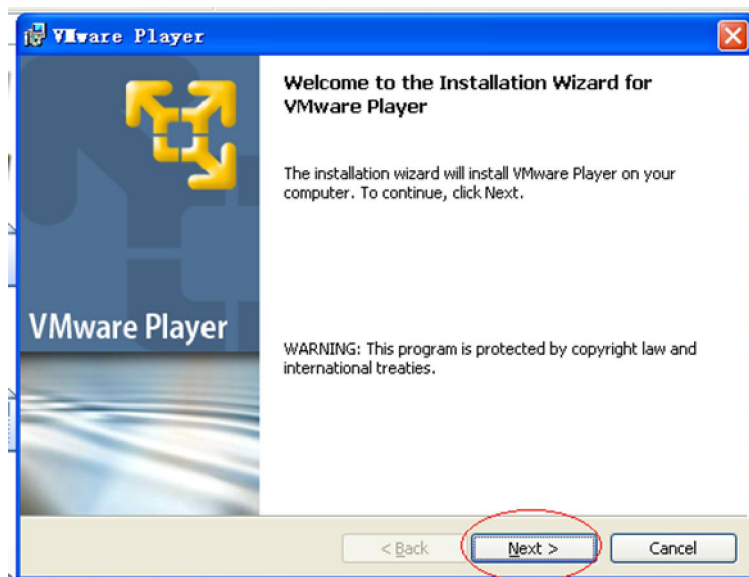 VMware Player
Welcome to the Installation Wizard for
VMware Player
The installation wizard will install VMware Player on your
computer. To continue, click Next.
VMware Player
WARNING: This program is protected by copyright law and
international treaties.
< Back
Next >
Cancel